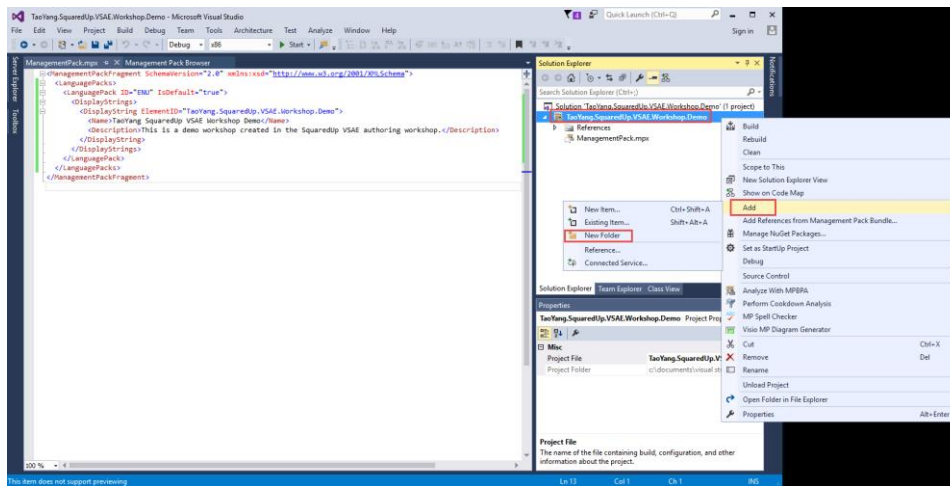 TaoYang.SquaredUp.VSAE.Workshop.Demo - Microsoft Visual Studio
Quick Launch (Ctrl+Q)
File Edit View Project Build Debug Team Tools Architecture Test Analyze Window Help
Sign in
Debug x86 Start
Server Explorer
Toolbox
ManagementPack.mpx Management Pack Browser
<ManagementPackFragment SchemaVersion="2.0" xmlns:xsd="http://www.w3.org/2001/XMLSchema">
<LanguagePacks>
<LanguagePack ID="ENU" IsDefault="true">
<DisplayStrings>
<DisplayString ElementID="TaoYang.SquaredUp.VSAE.Workshop.Demo">
<Name>TaoYang SquaredUp VSAE Workshop Demo</Name>
<Description>This is a demo workshop created in the SquaredUp VSAE authoring workshop.</Description>
</DisplayString>
</DisplayStrings>
</LanguagePack>
</LanguagePacks>
</ManagementPackFragment>
100 %
Solution Explorer
Search Solution Explorer (Ctrl+;)
Solution 'TaoYang.SquaredUp.VSAE.Workshop.Demo' (1 project)
TaoYang.SquaredUp.VSAE.Workshop.Demo
References
ManagementPack.mpx
Notifications
New Item... Ctrl+Shift+A
Existing Item... Shift+Alt+A
New Folder
Reference...
Connected Service...
Build
Rebuild
Clean
Scope to This
New Solution Explorer View
Show on Code Map
Add
Add References from Management Pack Bundle...
Manage NuGet Packages...
Set as StartUp Project
Debug
Source Control
Analyze With MPBPA
Perform Cookdown Analysis
MP Spell Checker
Visio MP Diagram Generator
Cut Ctrl+X
Remove Del
Rename
Unload Project
Open Folder in File Explorer
Properties Alt+Enter
Solution Explorer Team Explorer Class View
Properties
TaoYang.SquaredUp.VSAE.Workshop.Demo Project Prop
Misc
Project File TaoYang.SquaredUp.V
Project Folder c:\documents\visual st
Project File
The name of the file containing build, configuration, and other
information about the project.
This item does not support previewing
Ln 13 Col 1 Ch 1 INS